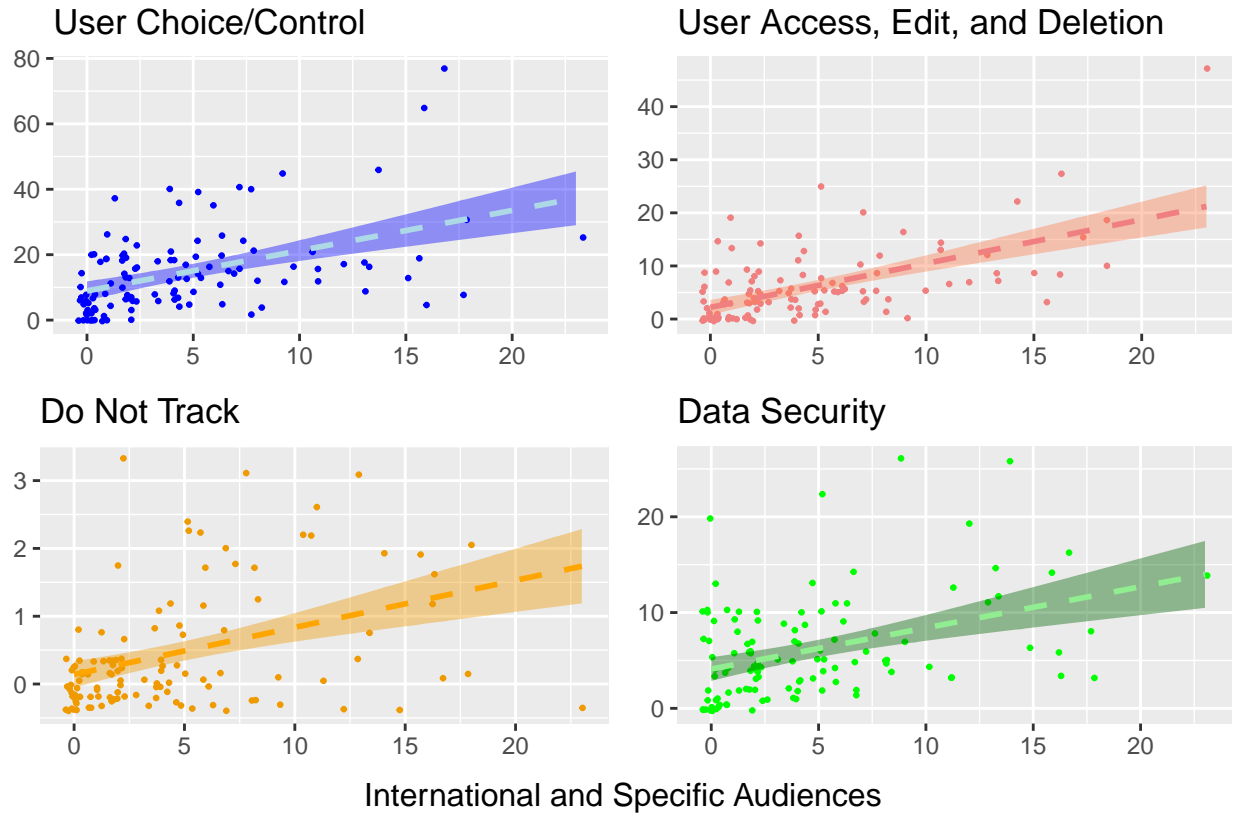 User Choice/Control
80
60
40
20
0
0 5 10 15 20
User Access, Edit, and Deletion
40
30
20
10
0
0 5 10 15 20
Do Not Track
3
2
1
0
0 5 10 15 20
Data Security
20
10
0
0 5 10 15 20
International and Specific Audiences